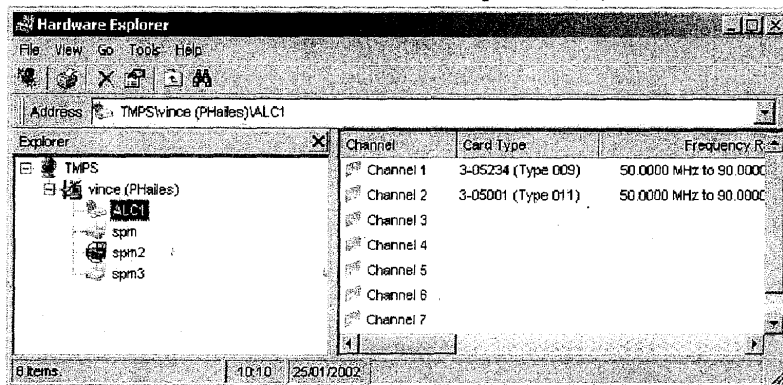 Hardware Explorer
File View Go Tools Help
Address TMPS\vince (PHailes)\ALC1
Explorer
TMPS
vince (PHailes)
ALC1
spm
spm2
spm3
Channel Card Type Frequency R
Channel 1 3-05234 (Type 009) 50.0000 MHz to 90.000
Channel 2 3-05001 (Type 011) 50.0000 MHz to 90.000
Channel 3
Channel 4
Channel 5
Channel 6
Channel 7
8 items. 10:10 25/01/2002